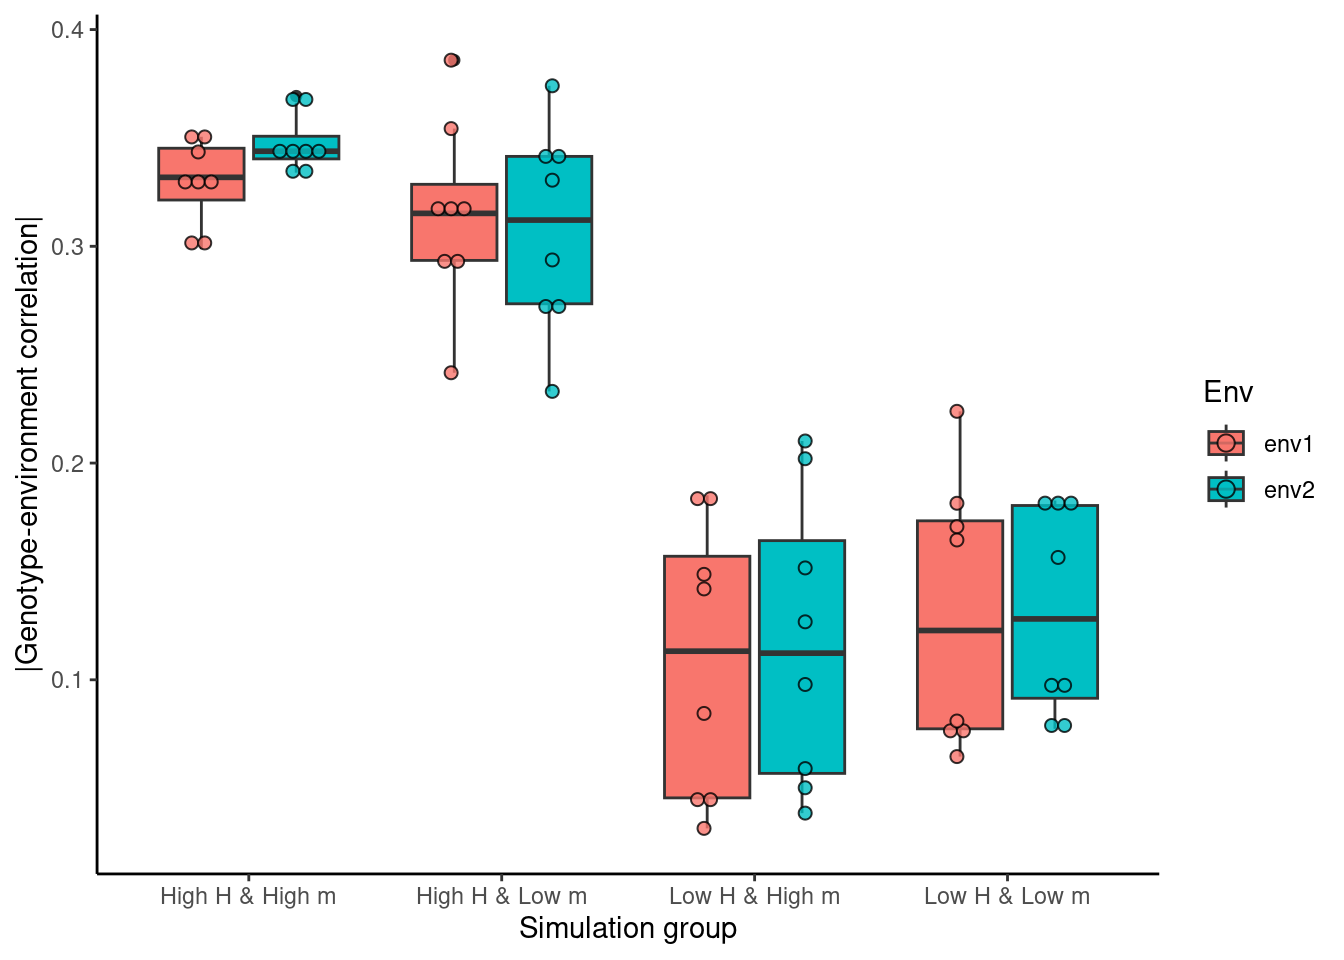 0.4
0.3
0.2
0.1
|Genotype-environment correlation|
High H & High m
High H & Low m
Low H & High m
Low H & Low m
Simulation group
Env
env1
env2